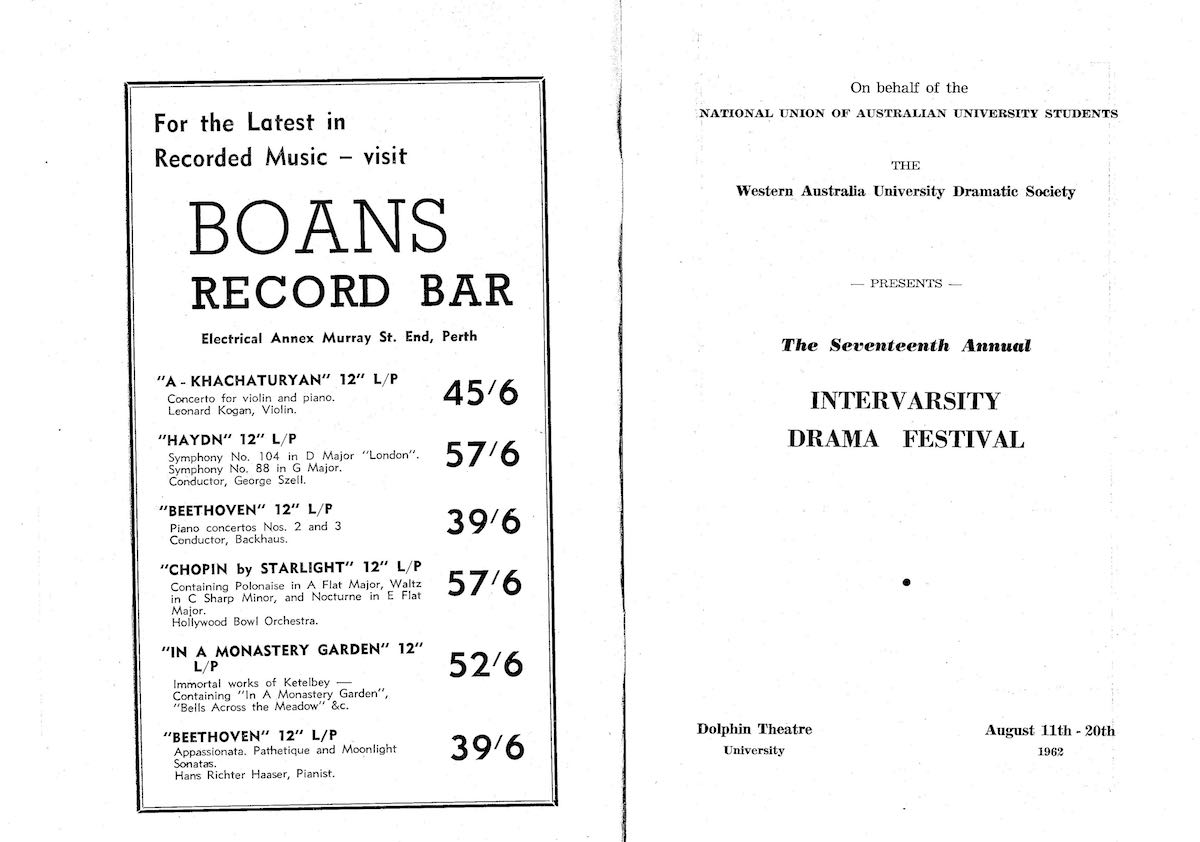 For the Latest in
Recorded Music – visit
BOANS
RECORD BAR
Electrical Annex Murray St. End, Perth
"A - KHACHATURYAN" 12" L/P
Concerto for violin and piano.
Leonard Kogan, Violin.
45/6
"HAYDN" 12" L/P
Symphony No. 104 in D Major "London".
Symphony No. 88 in G Major.
Conductor, George Szell.
57/6
"BEETHOVEN" 12" L/P
Piano concertos Nos. 2 and 3
Conductor, Backhaus.
39/6
"CHOPIN by STARLIGHT" 12" L/P
Containing Polonaise in A Flat Major, Waltz
in C Sharp Minor, and Nocturne in E Flat
Major.
Hollywood Bowl Orchestra.
57/6
"IN A MONASTERY GARDEN" 12"
L/P
Immortal works of Ketelbey —
Containing "In A Monastery Garden",
"Bells Across the Meadow" &c.
52/6
"BEETHOVEN" 12" L/P
Appassionata. Pathetique and Moonlight
Sonatas.
Hans Richter Haaser, Pianist.
39/6
On behalf of the
NATIONAL UNION OF AUSTRALIAN UNIVERSITY STUDENTS
THE
Western Australia University Dramatic Society
— PRESENTS —
The Seventeenth Annual
INTERVARSITY
DRAMA FESTIVAL
Dolphin Theatre
University
August 11th - 20th
1962